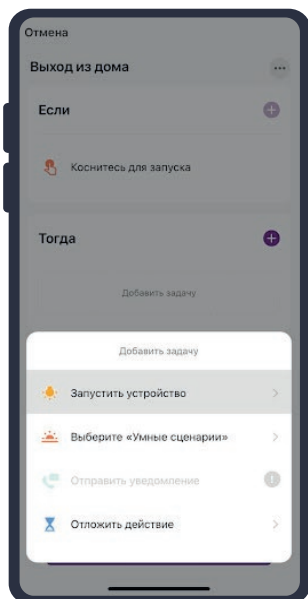 Отмена
Выход из дома
Если
Коснитесь для запуска
Тогда
Добавить задачу
Добавить задачу
Запустить устройство
Выберите «Умные сценарии»
Отправить уведомление
Отложить действие